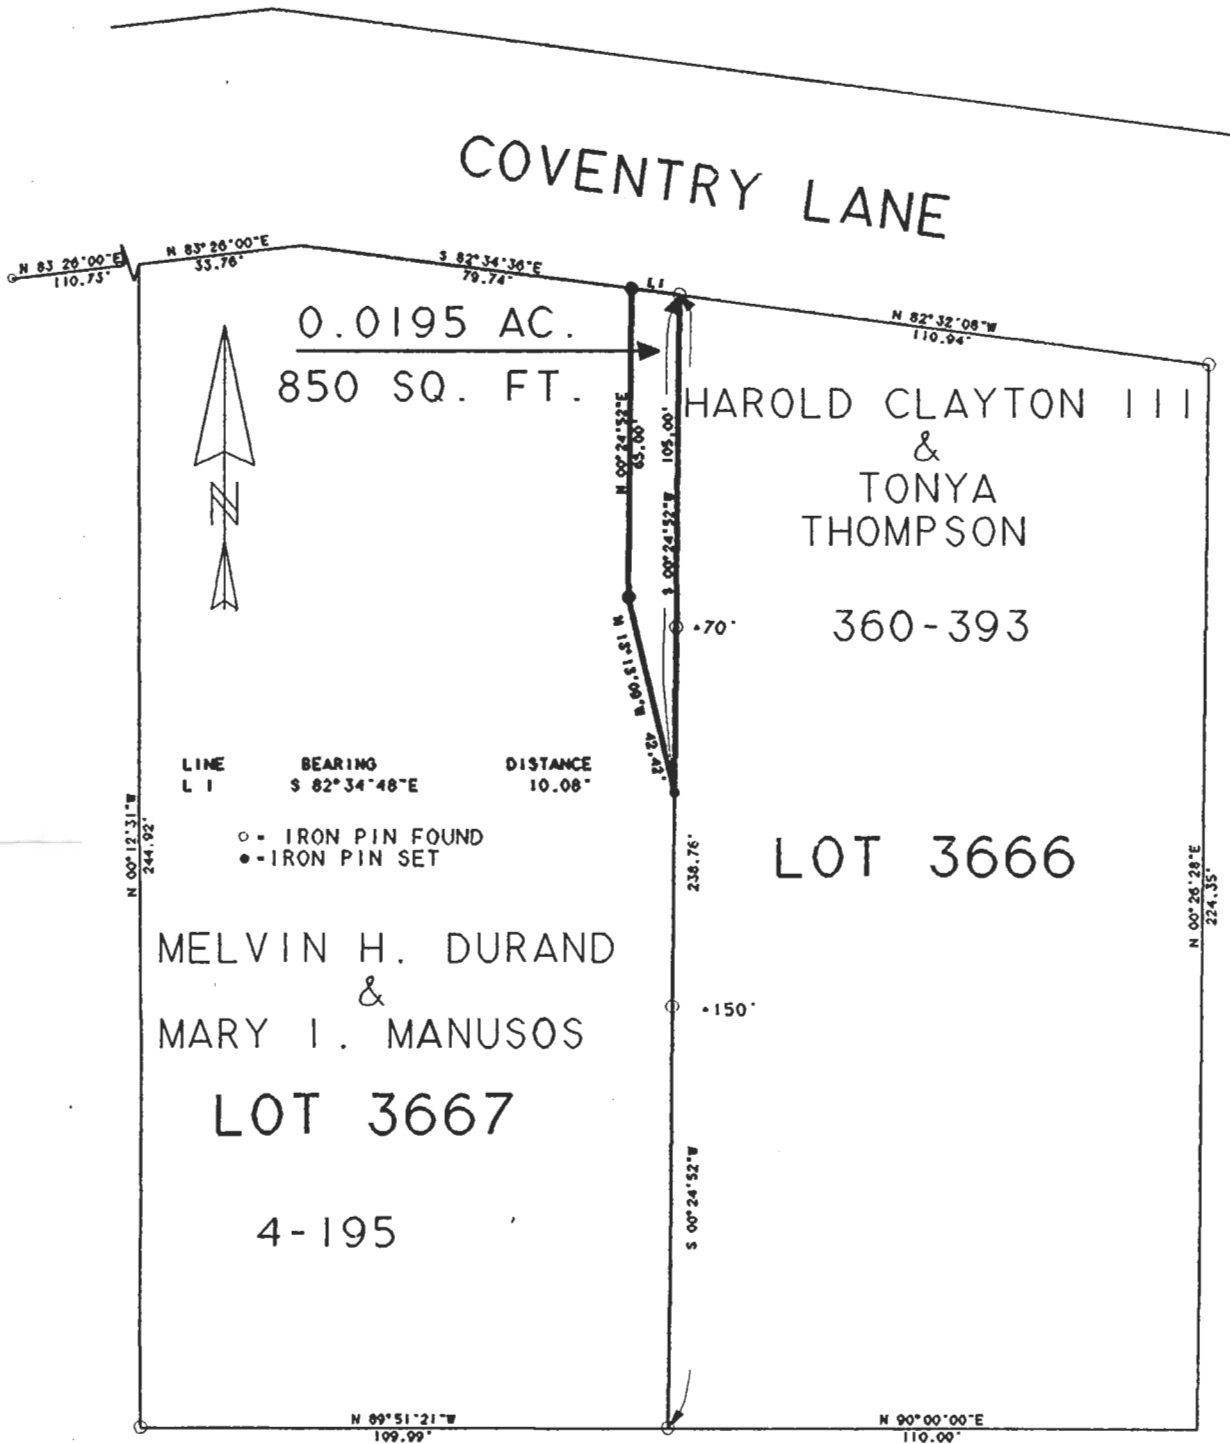 COVENTRY LANE
N 83 26'00"E
110.73'
N 83°26'00"E
33.76'
S 82°34'36"E
79.74'
L1
N 82°32'08"W
110.94'
0.0195 AC.
850 SQ. FT.
N 00°24'52"E
65.00'
105.00'
S 00°24'52"W
HAROLD CLAYTON III
&
TONYA
THOMPSON
360-393
N
+70'
N 15°13'09"W 42.42'
LINE BEARING DISTANCE
L 1 S 82°34'48"E 10.08'
○ - IRON PIN FOUND
● - IRON PIN SET
N 00°12'31"W
244.92'
238.76'
LOT 3666
N 00°26'28"E
224.35'
MELVIN H. DURAND
&
MARY I. MANUSOS
+150'
LOT 3667
S 00°24'52"W
4-195
N 89°51'21"W
109.99'
N 90°00'00"E
110.00'